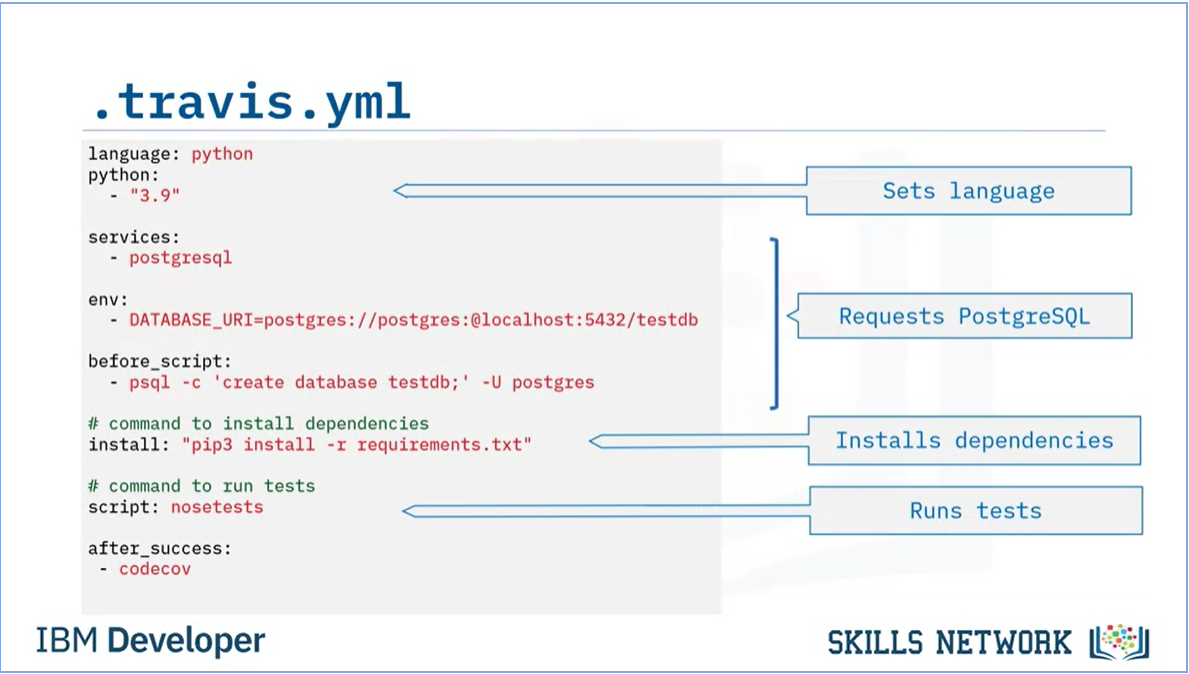 .travis.yml
language: python
python:
  - "3.9"
services:
  - postgresql
env:
  - DATABASE_URI=postgres://postgres:@localhost:5432/testdb
before_script:
  - psql -c 'create database testdb;' -U postgres
# command to install dependencies
install: "pip3 install -r requirements.txt"
# command to run tests
script: nosetests
after_success:
 - codecov
Sets language
Requests PostgreSQL
Installs dependencies
Runs tests
IBM Developer
SKILLS NETWORK